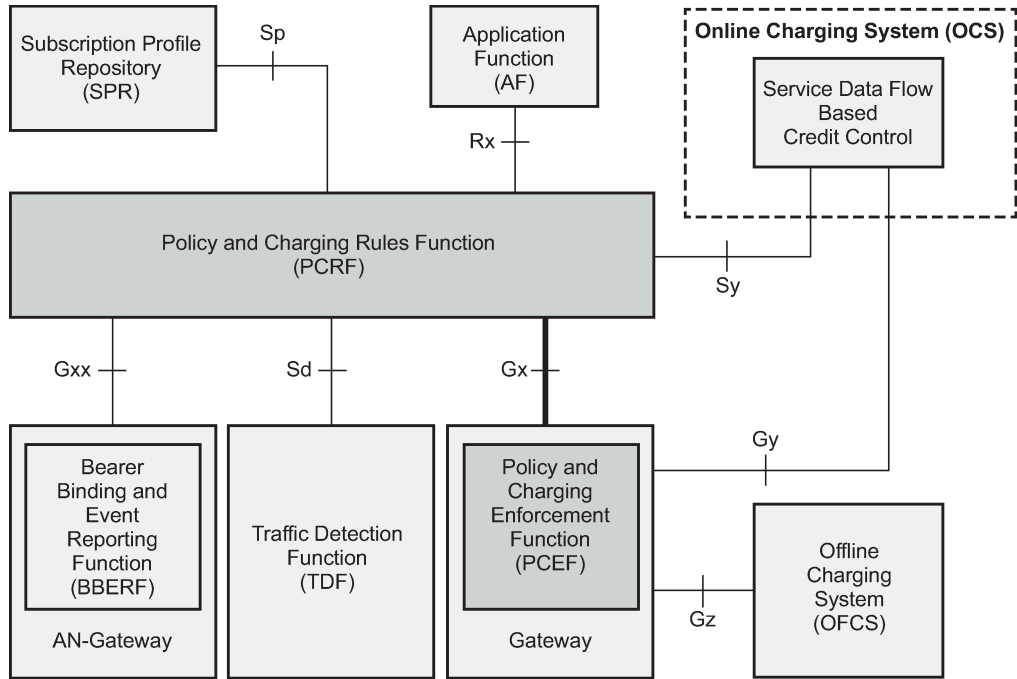 Subscription Profile
Repository
(SPR)
Sp
Application
Function
(AF)
Rx
Online Charging System (OCS)
Service Data Flow
Based
Credit Control
Policy and Charging Rules Function
(PCRF)
Sy
Gxx
Sd
Gx
Gy
Bearer
Binding and
Event
Reporting
Function
(BBERF)
AN-Gateway
Traffic Detection
Function
(TDF)
Policy and
Charging
Enforcement
Function
(PCEF)
Gateway
Gz
Offline
Charging
System
(OFCS)